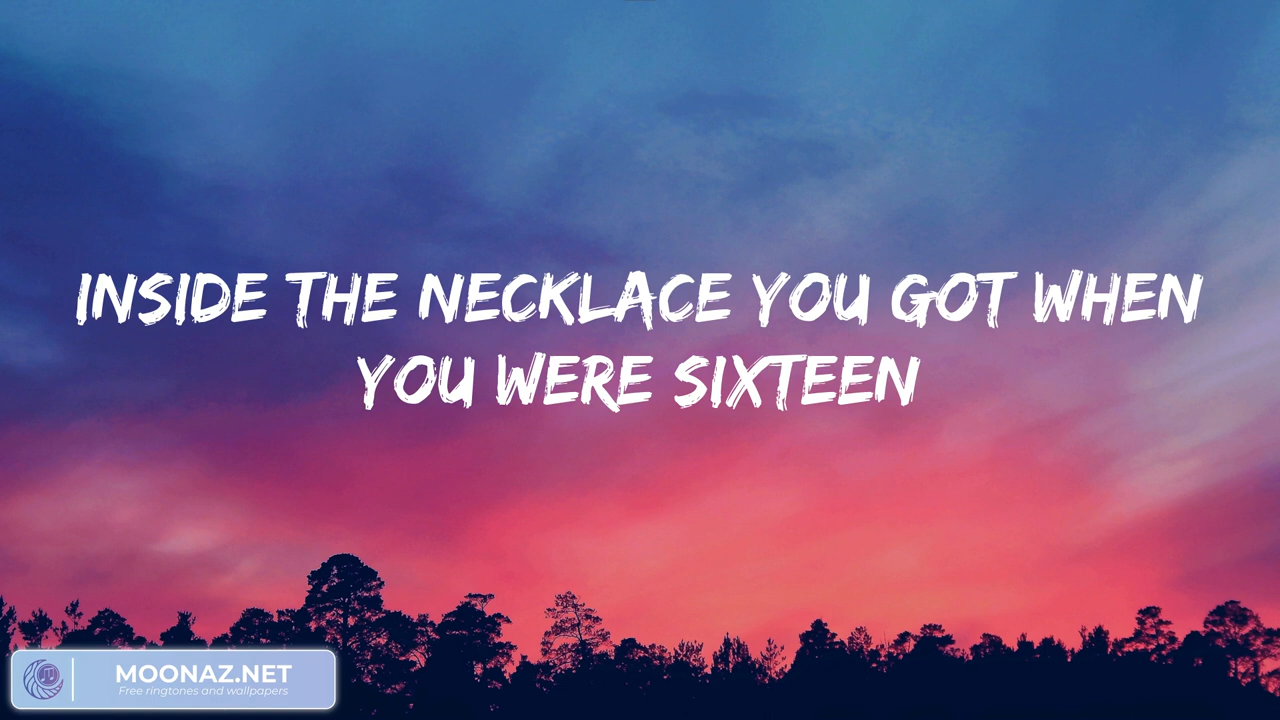 INSIDE THE NECKLACE YOU GOT WHEN
YOU WERE SIXTEEN
MOONAZ.NET
Free ringtones and wallpapers